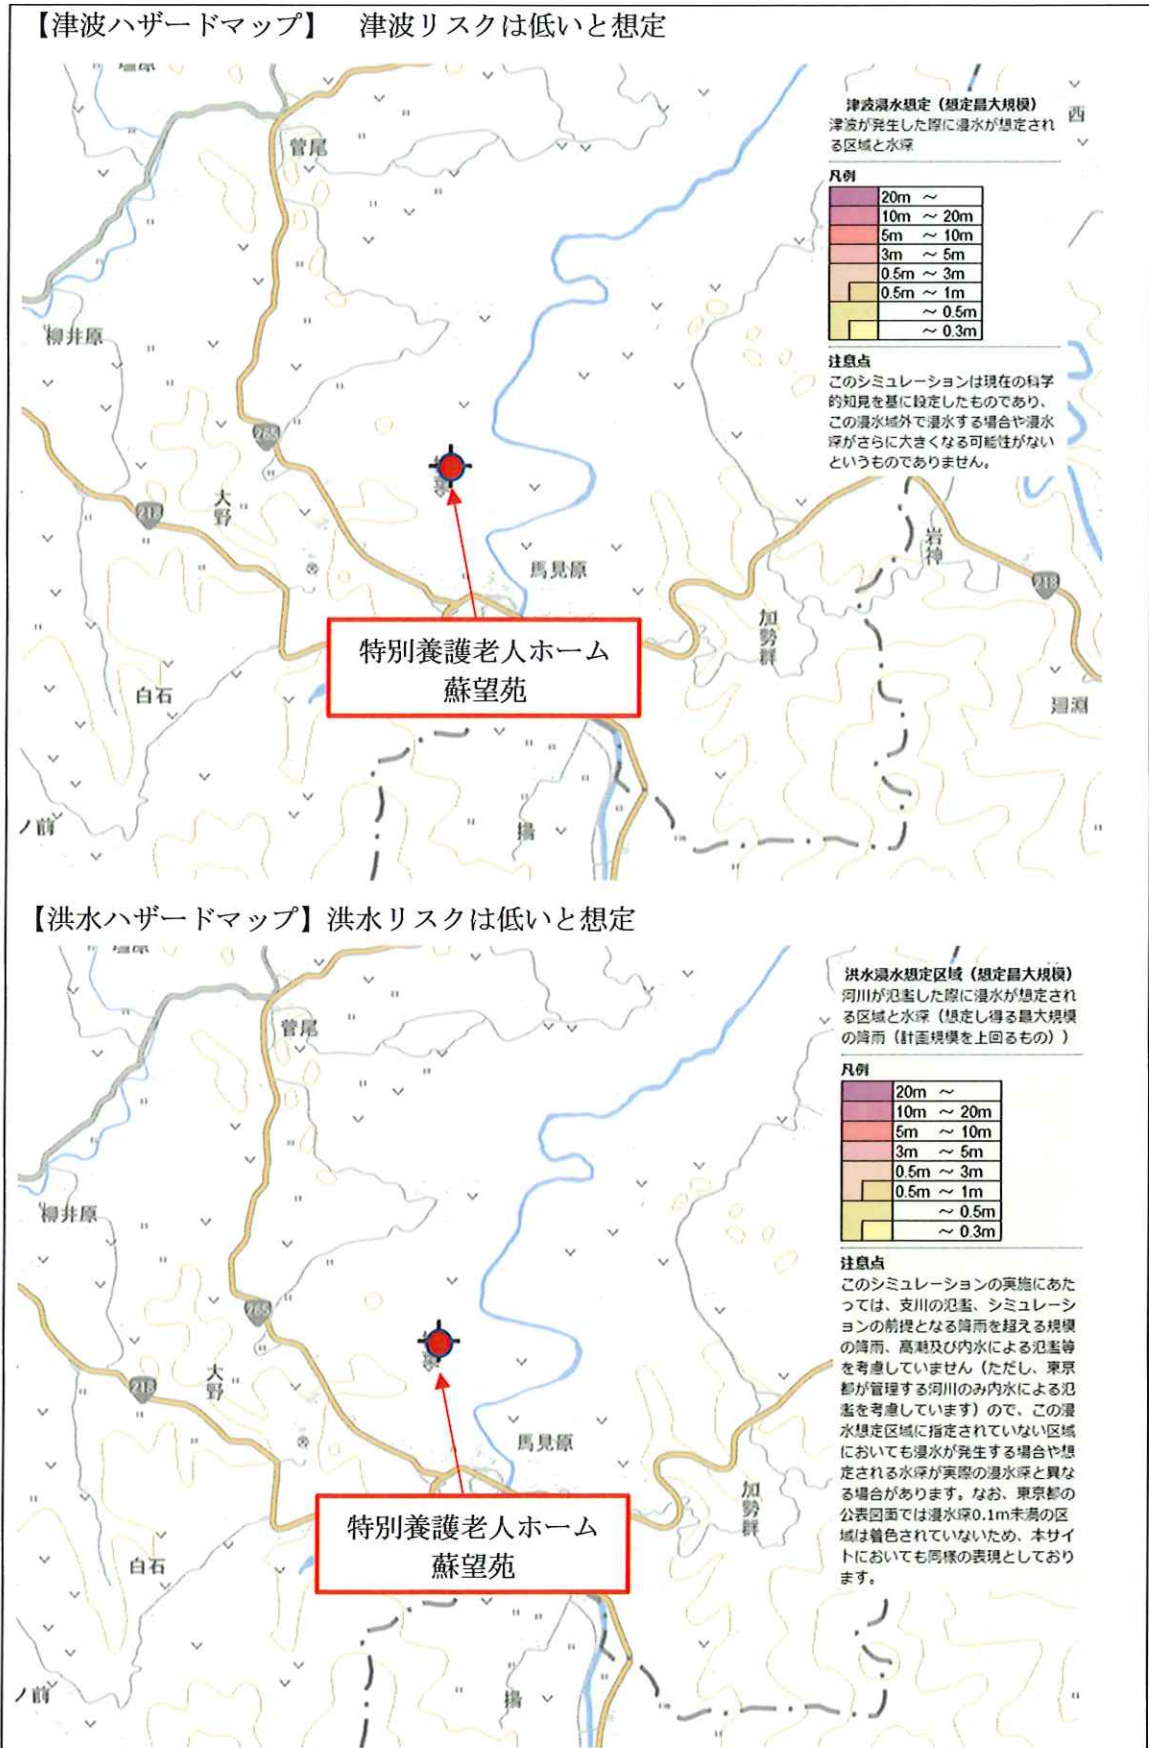 【津波ハザードマップ】 津波リスクは低いと想定
津波浸水想定（想定最大規模）
津波が発生した際に浸水が想定され
る区域と水深
凡例
20m ～
10m ～ 20m
5m ～ 10m
3m ～ 5m
0.5m ～ 3m
0.5m ～ 1m
～ 0.5m
～ 0.3m
注意点
このシミュレーションは現在の科学
的知見を基に設定したものであり、
この浸水域外で浸水する場合や浸水
深がさらに大きくなる可能性がない
というものでありません。
西
菅尾
柳井原
265
大野
218
馬見原
岩神
218
加勢群
特別養護老人ホーム
蘇望苑
白石
廻淵
ノ前
【洪水ハザードマップ】洪水リスクは低いと想定
洪水浸水想定区域（想定最大規模）
河川が氾濫した際に浸水が想定され
る区域と水深（想定し得る最大規模
の降雨（計画規模を上回るもの））
凡例
20m ～
10m ～ 20m
5m ～ 10m
3m ～ 5m
0.5m ～ 3m
0.5m ～ 1m
～ 0.5m
～ 0.3m
注意点
このシミュレーションの実施にあた
っては、支川の氾濫、シミュレーシ
ョンの前提となる降雨を超える規模
の降雨、高潮及び内水による氾濫等
を考慮していません（ただし、東京
都が管理する河川のみ内水による氾
濫を考慮しています）ので、この浸
水想定区域に指定されていない区域
においても浸水が発生する場合や想
定される水深が実際の浸水深と異な
る場合があります。なお、東京都の
公表図面では浸水深0.1m未満の区
域は着色されていないため、本サイ
トにおいても同様の表現としており
ます。
菅尾
柳井原
265
大野
218
馬見原
加勢群
特別養護老人ホーム
蘇望苑
白石
ノ前